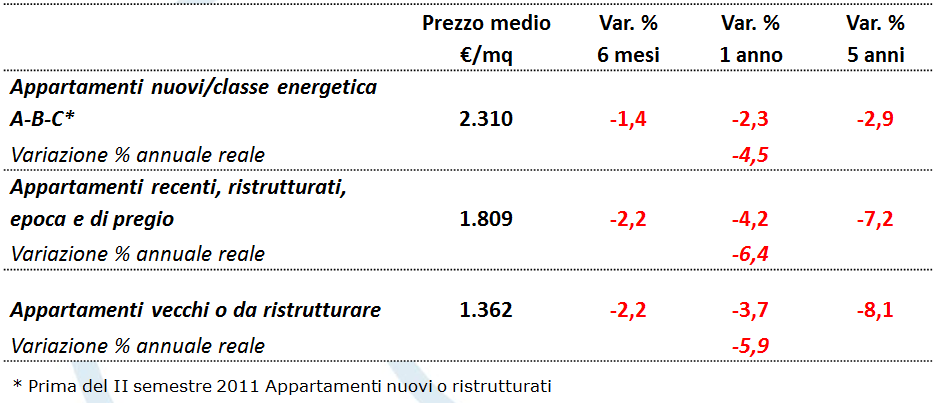 Prezzo medio Var. % Var. % Var. %
€/mq 6 mesi 1 anno 5 anni
Appartamenti nuovi/classe energetica
A-B-C* 2.310 -1,4 -2,3 -2,9
Variazione % annuale reale -4,5
Appartamenti recenti, ristrutturati,
epoca e di pregio 1.809 -2,2 -4,2 -7,2
Variazione % annuale reale -6,4
Appartamenti vecchi o da ristrutturare 1.362 -2,2 -3,7 -8,1
Variazione % annuale reale -5,9
* Prima del II semestre 2011 Appartamenti nuovi o ristrutturati